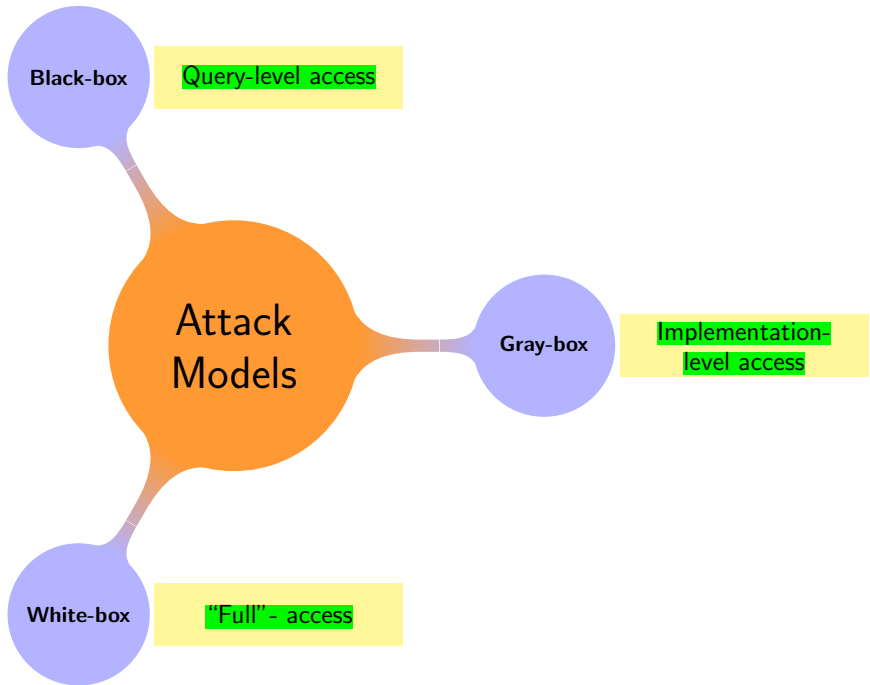 Black-box
Query-level access
Attack
Models
Gray-box
Implementation-
level access
White-box
“Full”- access